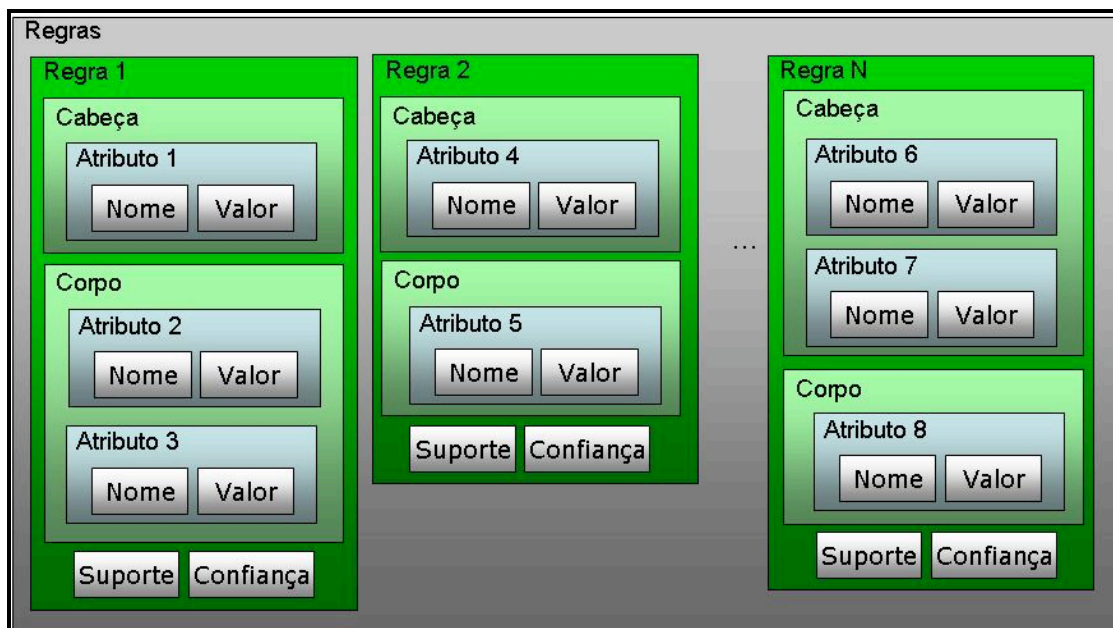 Regras
Regra 1
Cabeça
Atributo 1
Nome Valor
Corpo
Atributo 2
Nome Valor
Atributo 3
Nome Valor
Suporte Confiança
Regra 2
Cabeça
Atributo 4
Nome Valor
Corpo
Atributo 5
Nome Valor
Suporte Confiança
...
Regra N
Cabeça
Atributo 6
Nome Valor
Atributo 7
Nome Valor
Corpo
Atributo 8
Nome Valor
Suporte Confiança